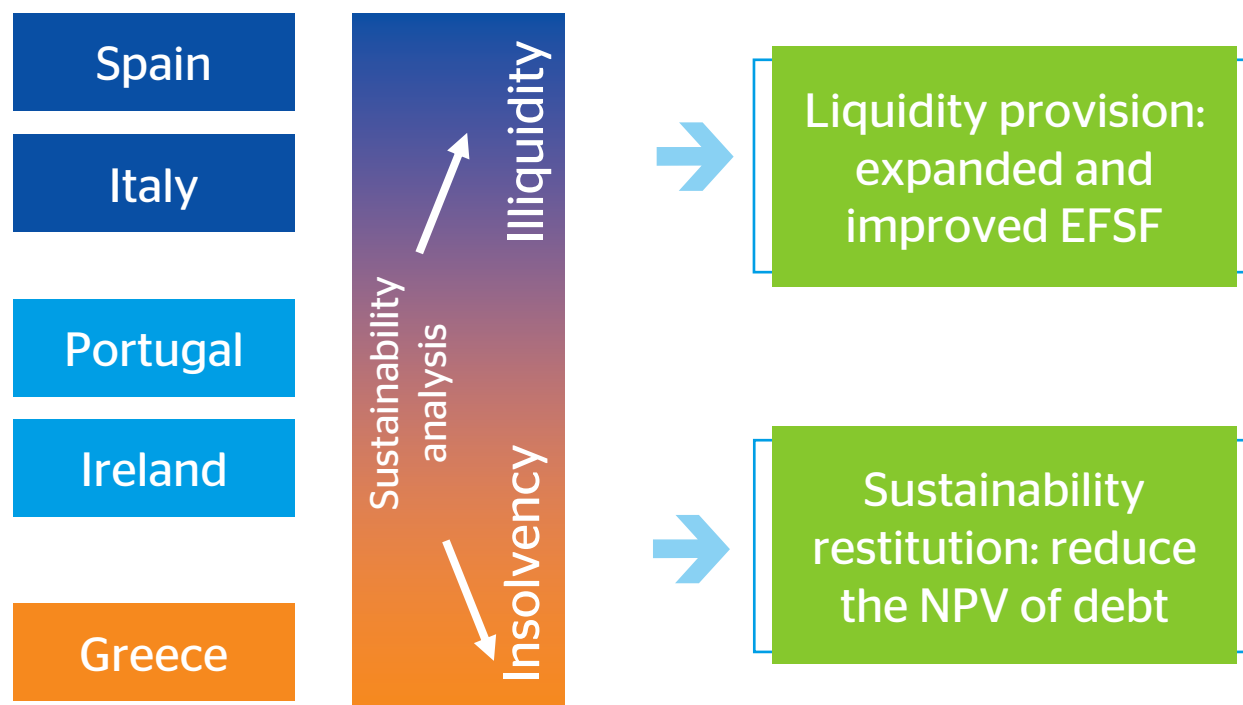 Spain
Italy
Portugal
Ireland
Greece
Sustainability
analysis
Illiquidity
Insolvency
Liquidity provision:
expanded and
improved EFSF
Sustainability
restitution: reduce
the NPV of debt